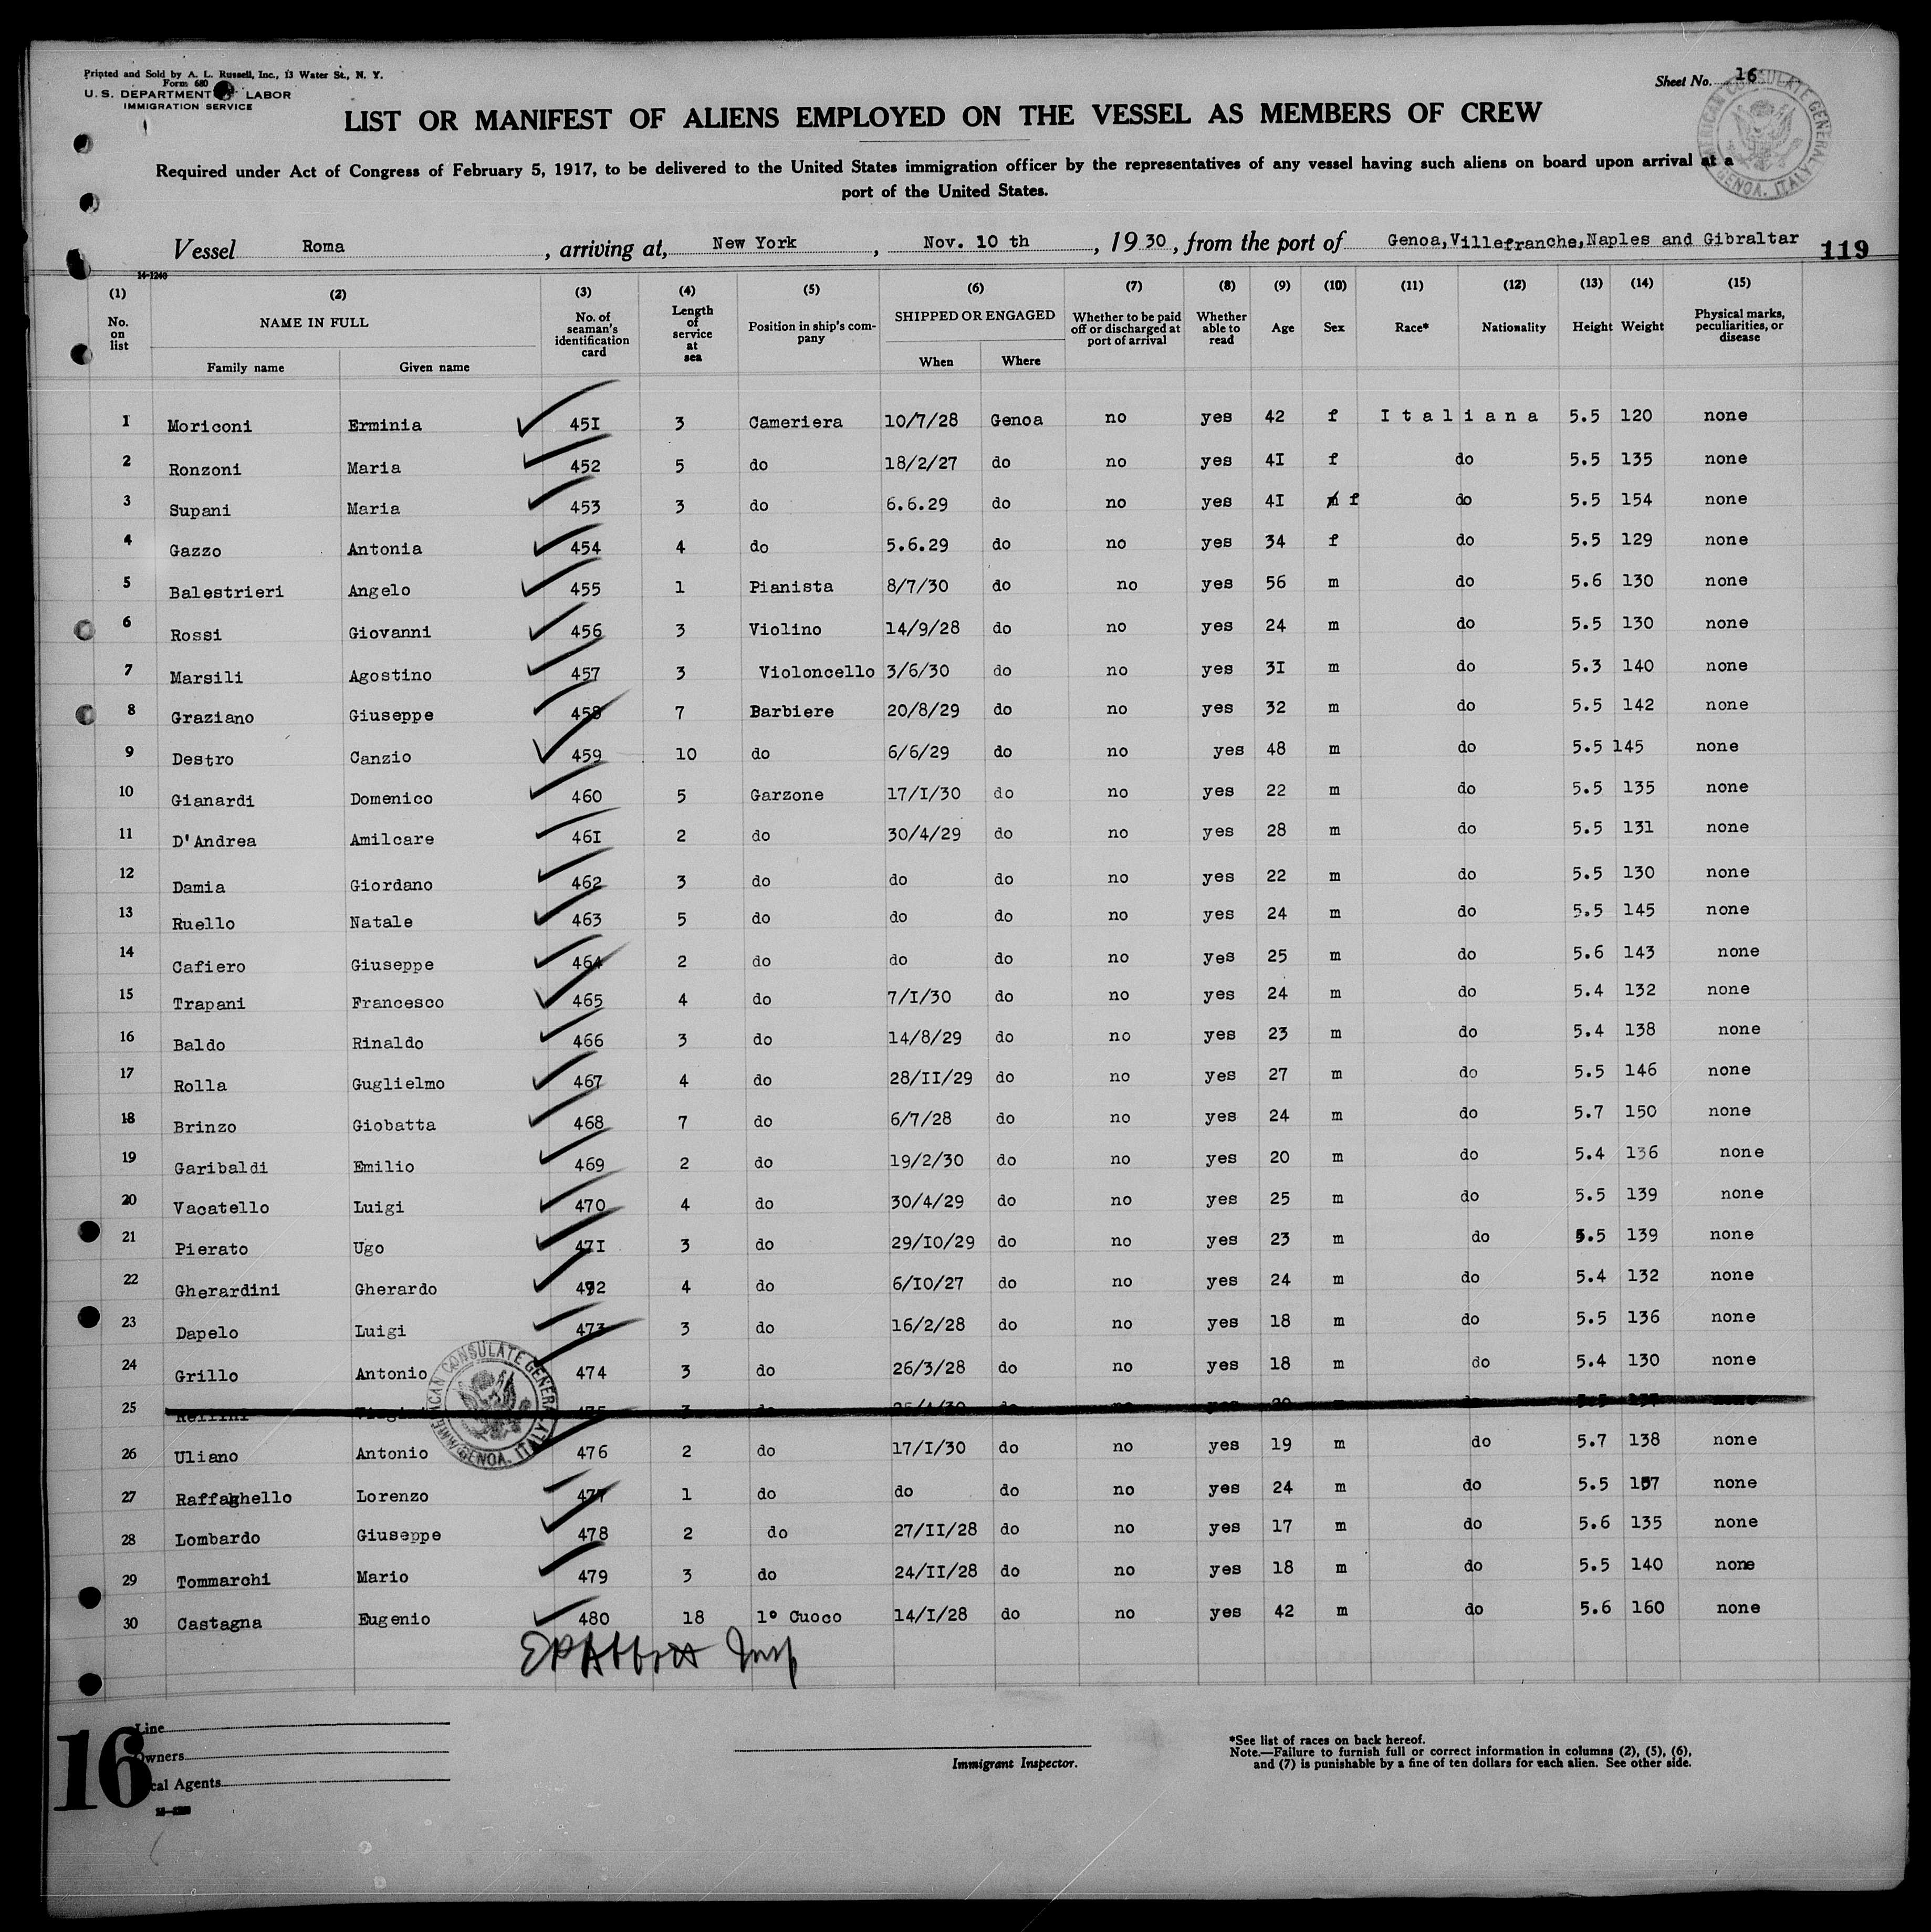 Printed and Sold by A. L. Russell, Inc., 13 Water St., N. Y.
Form 680
U. S. DEPARTMENT LABOR
IMMIGRATION SERVICE
Sheet No. 16
AMERICAN CONSULATE GENERAL GENOA, ITALY
LIST OR MANIFEST OF ALIENS EMPLOYED ON THE VESSEL AS MEMBERS OF CREW
Required under Act of Congress of February 5, 1917, to be delivered to the United States immigration officer by the representatives of any vessel having such aliens on board upon arrival at a
port of the United States.
Vessel Roma , arriving at, New York , Nov. 10 th , 19 30 , from the port of Genoa,Villefranche,Naples and Gibraltar 119
14-1240
(1) (2) (3) (4) (5) (6) (7) (8) (9) (10) (11) (12) (13) (14) (15)
No. on list NAME IN FULL Family name Given name No. of seaman's identification card Length of service at sea Position in ship's company SHIPPED OR ENGAGED When Where Whether to be paid off or discharged at port of arrival Whether able to read Age Sex Race* Nationality Height Weight Physical marks, peculiarities, or disease
1 Moriconi Erminia 45I 3 Cameriera 10/7/28 Genoa no yes 42 f Italiana 5.5 120 none
2 Ronzoni Maria 452 5 do 18/2/27 do no yes 4I f do 5.5 135 none
3 Supani Maria 453 3 do 6.6.29 do no yes 4I m f do 5.5 154 none
4 Gazzo Antonia 454 4 do 5.6.29 do no yes 34 f do 5.5 129 none
5 Balestrieri Angelo 455 1 Pianista 8/7/30 do no yes 56 m do 5.6 130 none
6 Rossi Giovanni 456 3 Violino 14/9/28 do no yes 24 m do 5.5 130 none
7 Marsili Agostino 457 3 Violoncello 3/6/30 do no yes 3I m do 5.3 140 none
8 Graziano Giuseppe 458 7 Barbiere 20/8/29 do no yes 32 m do 5.5 142 none
9 Destro Canzio 459 10 do 6/6/29 do no yes 48 m do 5.5 145 none
10 Gianardi Domenico 460 5 Garzone 17/I/30 do no yes 22 m do 5.5 135 none
11 D'Andrea Amilcare 46I 2 do 30/4/29 do no yes 28 m do 5.5 131 none
12 Damia Giordano 462 3 do do do no yes 22 m do 5.5 130 none
13 Ruello Natale 463 5 do do do no yes 24 m do 5.5 145 none
14 Cafiero Giuseppe 464 2 do do do no yes 25 m do 5.6 143 none
15 Trapani Francesco 465 4 do 7/I/30 do no yes 24 m do 5.4 132 none
16 Baldo Rinaldo 466 3 do 14/8/29 do no yes 23 m do 5.4 138 none
17 Rolla Guglielmo 467 4 do 28/II/29 do no yes 27 m do 5.5 146 none
18 Brinzo Giobatta 468 7 do 6/7/28 do no yes 24 m do 5.7 150 none
19 Garibaldi Emilio 469 2 do 19/2/30 do no yes 20 m do 5.4 136 none
20 Vacatello Luigi 470 4 do 30/4/29 do no yes 25 m do 5.5 139 none
21 Pierato Ugo 47I 3 do 29/I0/29 do no yes 23 m do 5.5 139 none
22 Gherardini Gherardo 472 4 do 6/I0/27 do no yes 24 m do 5.4 132 none
23 Dapelo Luigi 473 3 do 16/2/28 do no yes 18 m do 5.5 136 none
24 Grillo Antonio 474 3 do 26/3/28 do no yes 18 m do 5.4 130 none
25
AMERICAN CONSULATE GENERAL GENOA, ITALY
26 Uliano Antonio 476 2 do 17/I/30 do no yes 19 m do 5.7 138 none
27 Raffaghello Lorenzo 477 1 do do do no yes 24 m do 5.5 none
28 Lombardo Giuseppe 478 2 do 27/II/28 do no yes 17 m do 5.6 135 none
29 Tommarchi Mario 479 3 do 24/II/28 do no yes 18 m do 5.5 140 none
30 Castagna Eugenio 480 18 1º Cuoco 14/I/28 do no yes 42 m do 5.6 160 none
E P Abbott Insp
16
Line
Owners
cal Agents
Immigrant Inspector.
*See list of races on back hereof.
Note.—Failure to furnish full or correct information in columns (2), (5), (6),
and (7) is punishable by a fine of ten dollars for each alien. See other side.